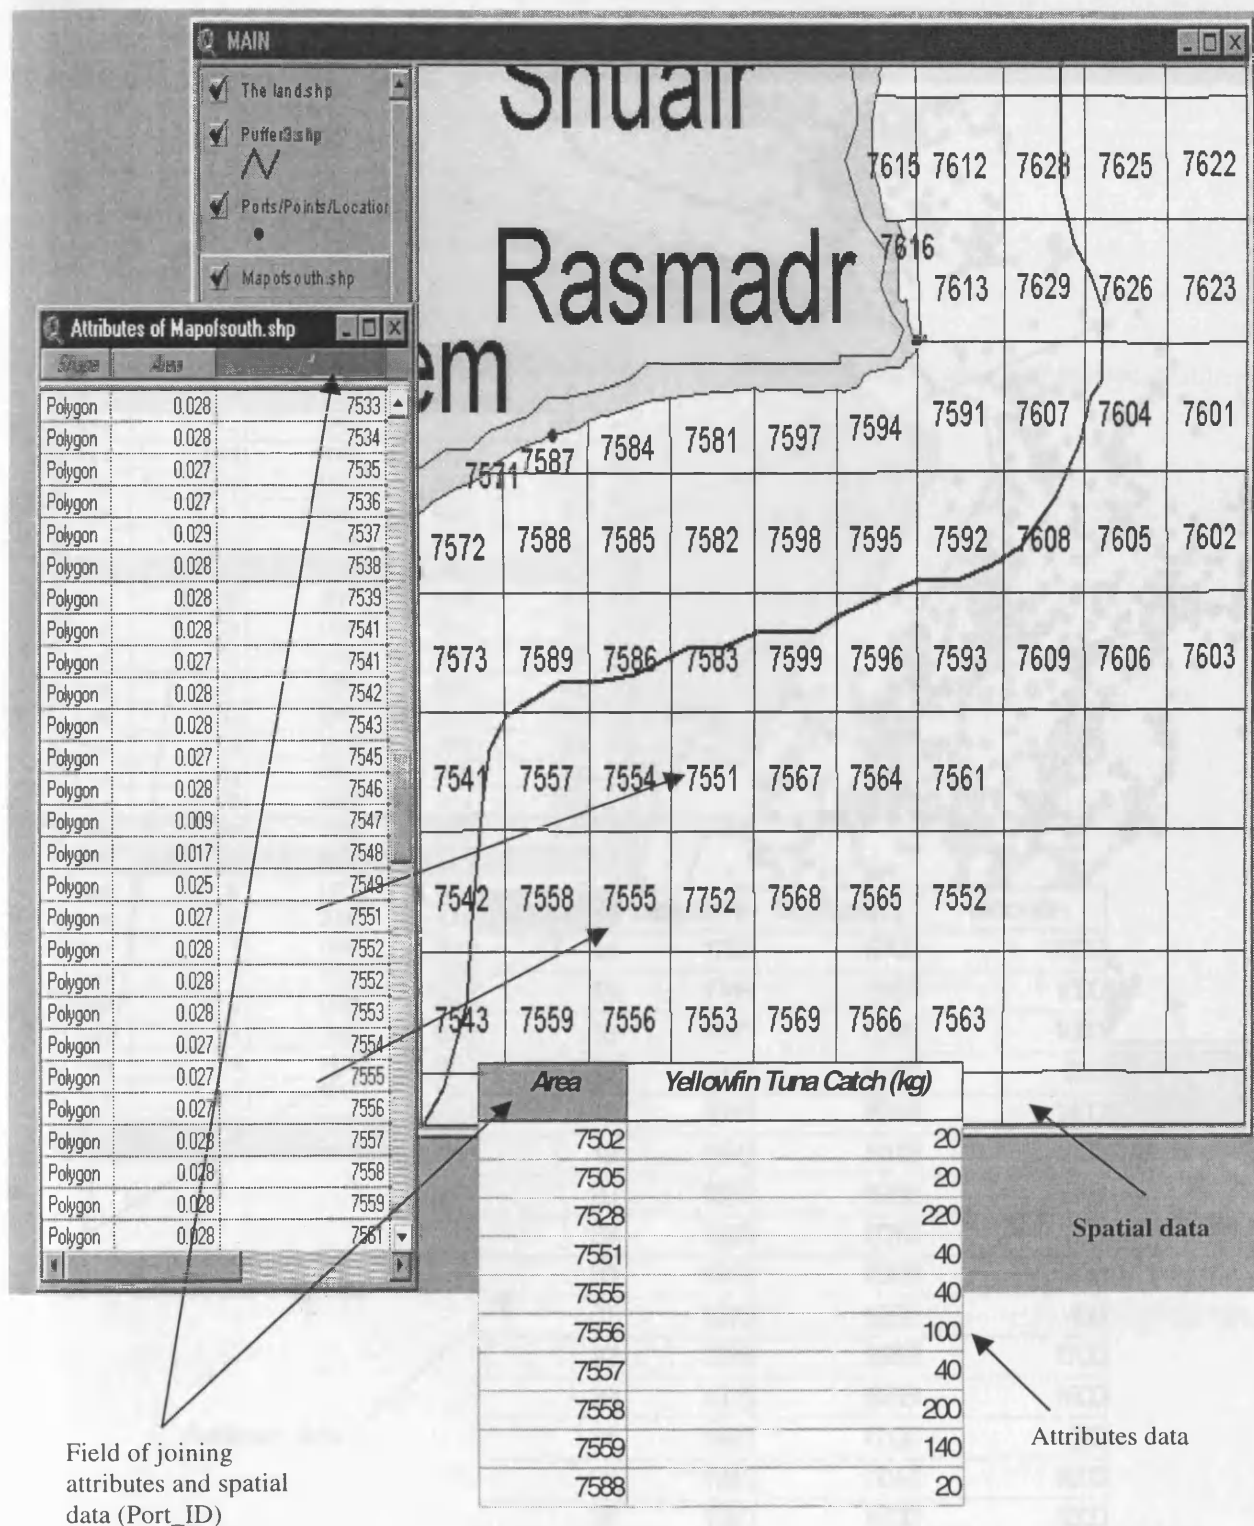 MAIN
The land.shp
Puffer3.shp
Ports/Points/Location
Mapofsouth.shp
Shuair
Rasmadr
em
7615 7612 7628 7625 7622
7616
7613 7629 7626 7623
7591 7607 7604 7601
7571 7587 7584 7581 7597 7594
7572 7588 7585 7582 7598 7595 7592 7608 7605 7602
7573 7589 7586 7583 7599 7596 7593 7609 7606 7603
7541 7557 7554 7551 7567 7564 7561
7542 7558 7555 7752 7568 7565 7552
7543 7559 7556 7553 7569 7566 7563
Attributes of Mapofsouth.shp
Shape Area
Polygon 0.028 7533
Polygon 0.028 7534
Polygon 0.027 7535
Polygon 0.027 7536
Polygon 0.029 7537
Polygon 0.028 7538
Polygon 0.028 7539
Polygon 0.028 7541
Polygon 0.027 7541
Polygon 0.028 7542
Polygon 0.028 7543
Polygon 0.027 7545
Polygon 0.028 7546
Polygon 0.009 7547
Polygon 0.017 7548
Polygon 0.025 7549
Polygon 0.027 7551
Polygon 0.028 7552
Polygon 0.028 7552
Polygon 0.028 7553
Polygon 0.027 7554
Polygon 0.027 7555
Polygon 0.027 7556
Polygon 0.028 7557
Polygon 0.028 7558
Polygon 0.028 7559
Polygon 0.028 7561
Area Yellowfin Tuna Catch (kg)
7502 20
7505 20
7528 220
7551 40
7555 40
7556 100
7557 40
7558 200
7559 140
7588 20
Spatial data
Attributes data
Field of joining
attributes and spatial
data (Port_ID)